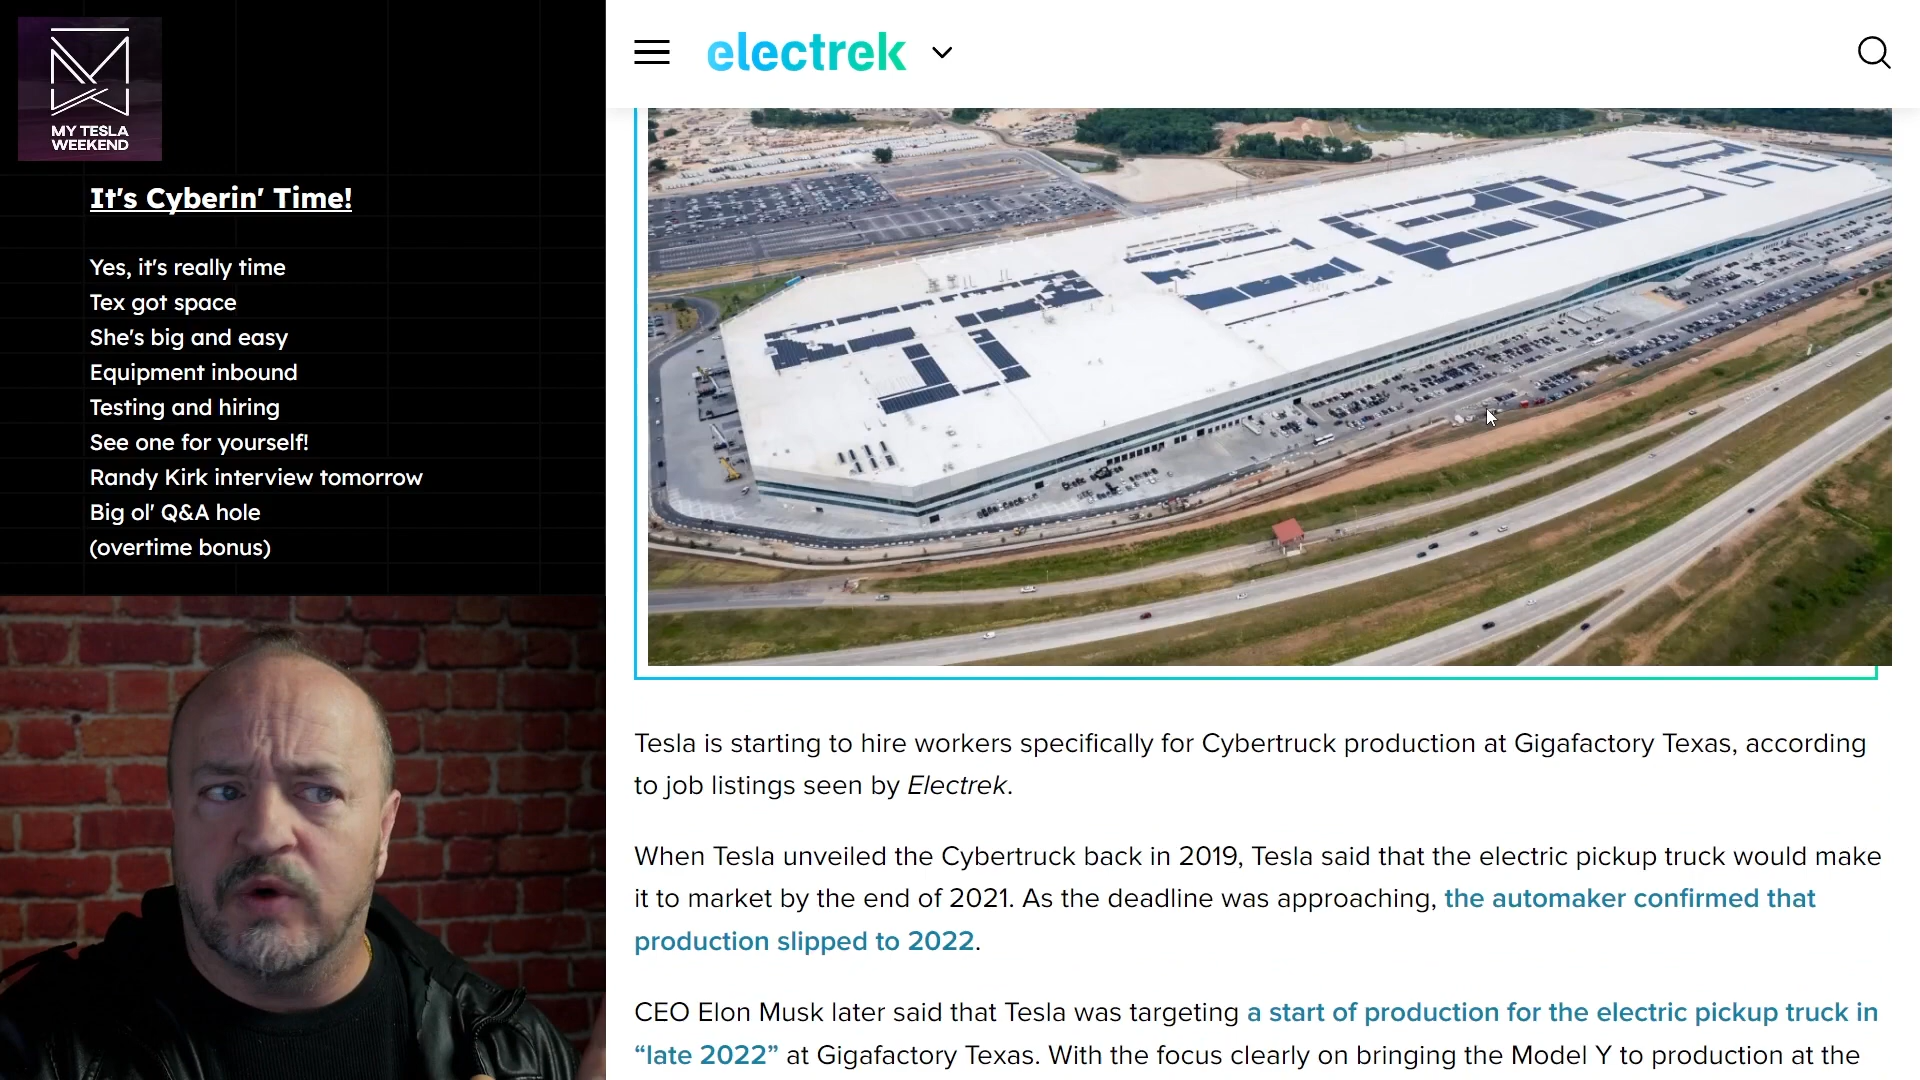 MY TESLA
WEEKEND
It's Cyberin' Time!
Yes, it's really time
Tex got space
She's big and easy
Equipment inbound
Testing and hiring
See one for yourself!
Randy Kirk interview tomorrow
Big ol' Q&A hole
(overtime bonus)
electrek
Tesla is starting to hire workers specifically for Cybertruck production at Gigafactory Texas, according
to job listings seen by Electrek.
When Tesla unveiled the Cybertruck back in 2019, Tesla said that the electric pickup truck would make
it to market by the end of 2021. As the deadline was approaching, the automaker confirmed that
production slipped to 2022.
CEO Elon Musk later said that Tesla was targeting a start of production for the electric pickup truck in
“late 2022” at Gigafactory Texas. With the focus clearly on bringing the Model Y to production at the